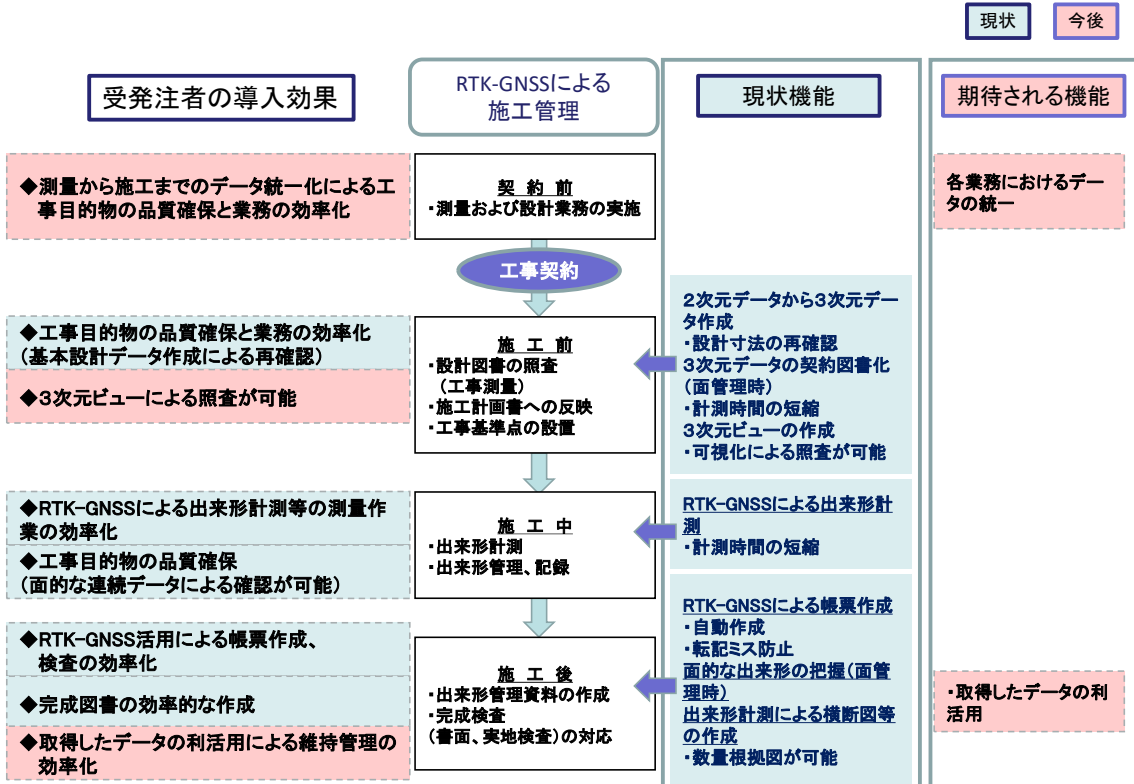 現状
今後
受発注者の導入効果
RTK-GNSSによる
施工管理
現状機能
期待される機能
◆測量から施工までのデータ統一化による工
事目的物の品質確保と業務の効率化
契 約 前
・測量および設計業務の実施
各業務におけるデー
タの統一
工事契約
◆工事目的物の品質確保と業務の効率化
(基本設計データ作成による再確認)
◆3次元ビューによる照査が可能
施 工 前
・設計図書の照査
(工事測量)
・施工計画書への反映
・工事基準点の設置
2次元データから3次元デー
タ作成
・設計寸法の再確認
3次元データの契約図書化
(面管理時)
・計測時間の短縮
3次元ビューの作成
・可視化による照査が可能
◆RTK-GNSSによる出来形計測等の測量作
業の効率化
◆工事目的物の品質確保
(面的な連続データによる確認が可能)
施 工 中
・出来形計測
・出来形管理、記録
RTK-GNSSによる出来形計
測
・計測時間の短縮
◆RTK-GNSS活用による帳票作成、
検査の効率化
◆完成図書の効率的な作成
◆取得したデータの利活用による維持管理の
効率化
施 工 後
・出来形管理資料の作成
・完成検査
(書面、実地検査)の対応
RTK-GNSSによる帳票作成
・自動作成
・転記ミス防止
面的な出来形の把握(面管
理時)
出来形計測による横断図等
の作成
・数量根拠図が可能
・取得したデータの利
活用